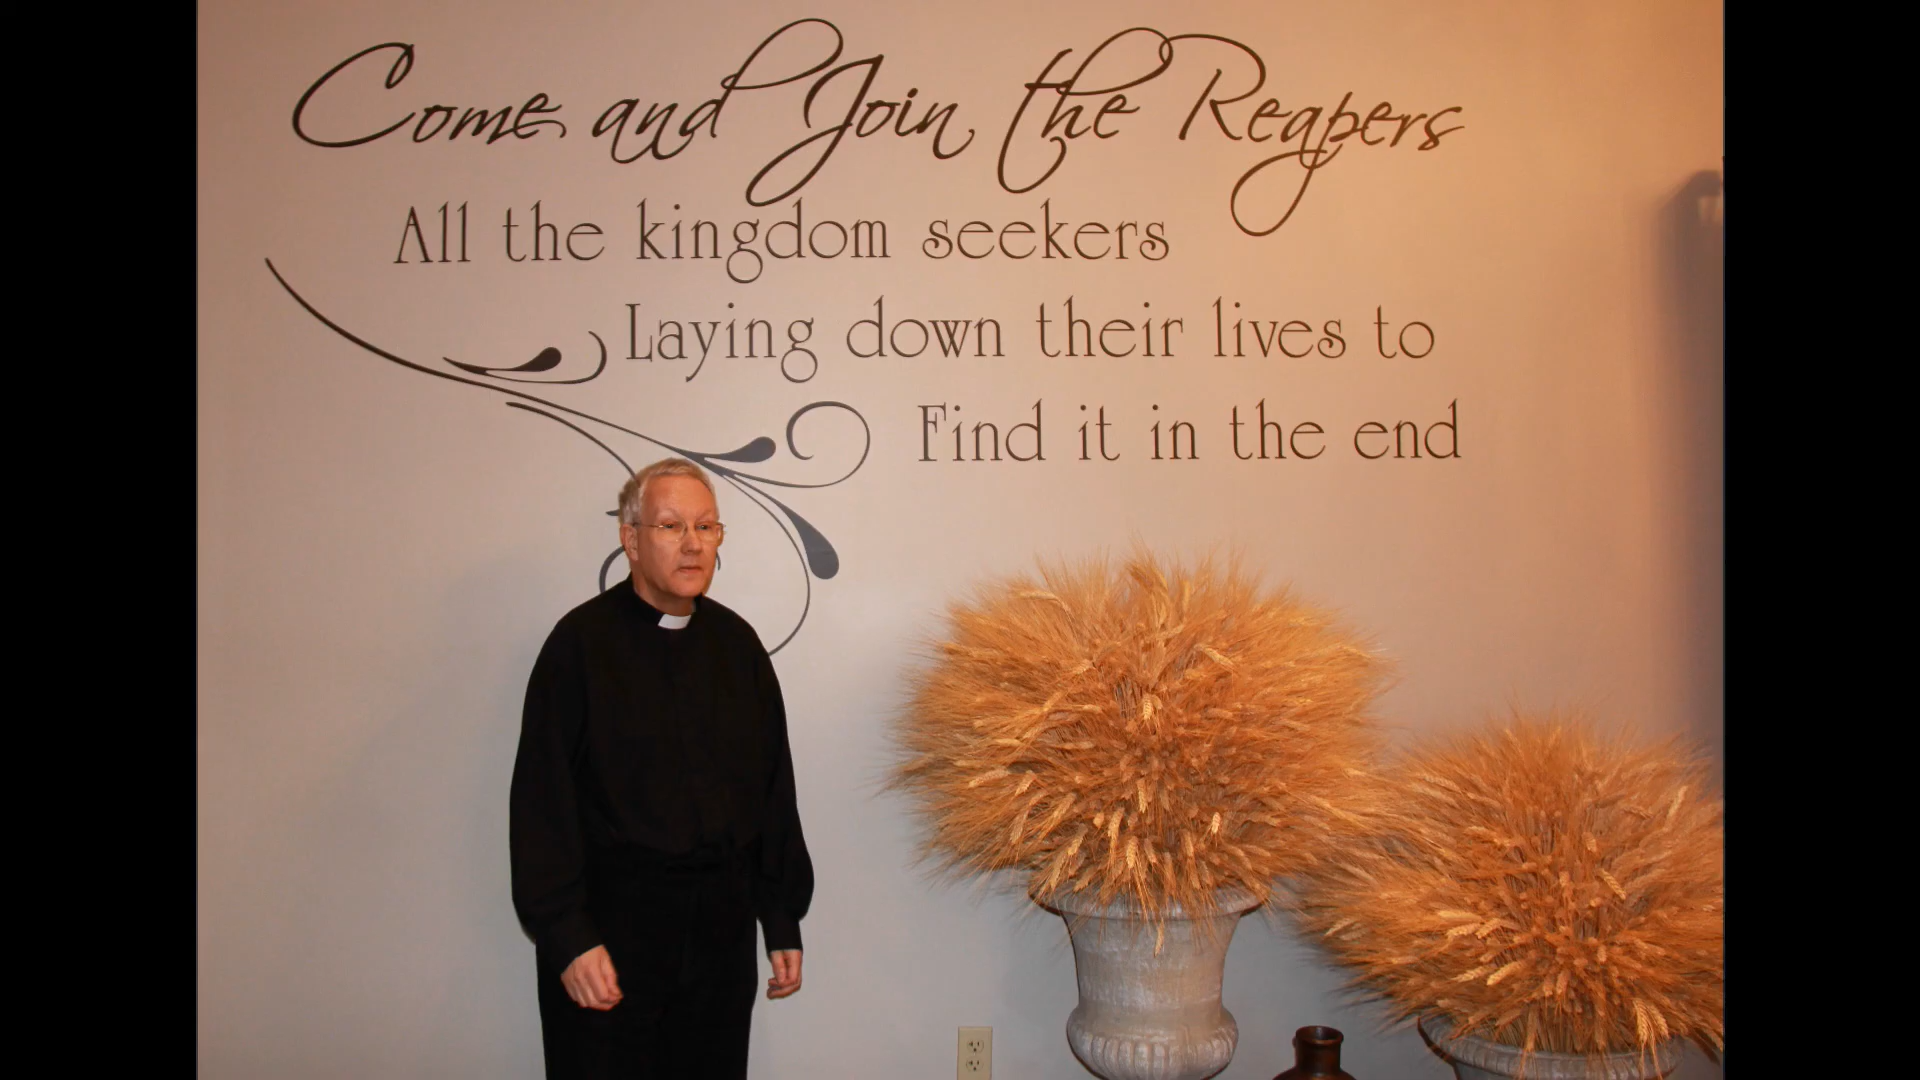 Come and Join the Reapers
All the kingdom seekers
Laying down their lives to
Find it in the end